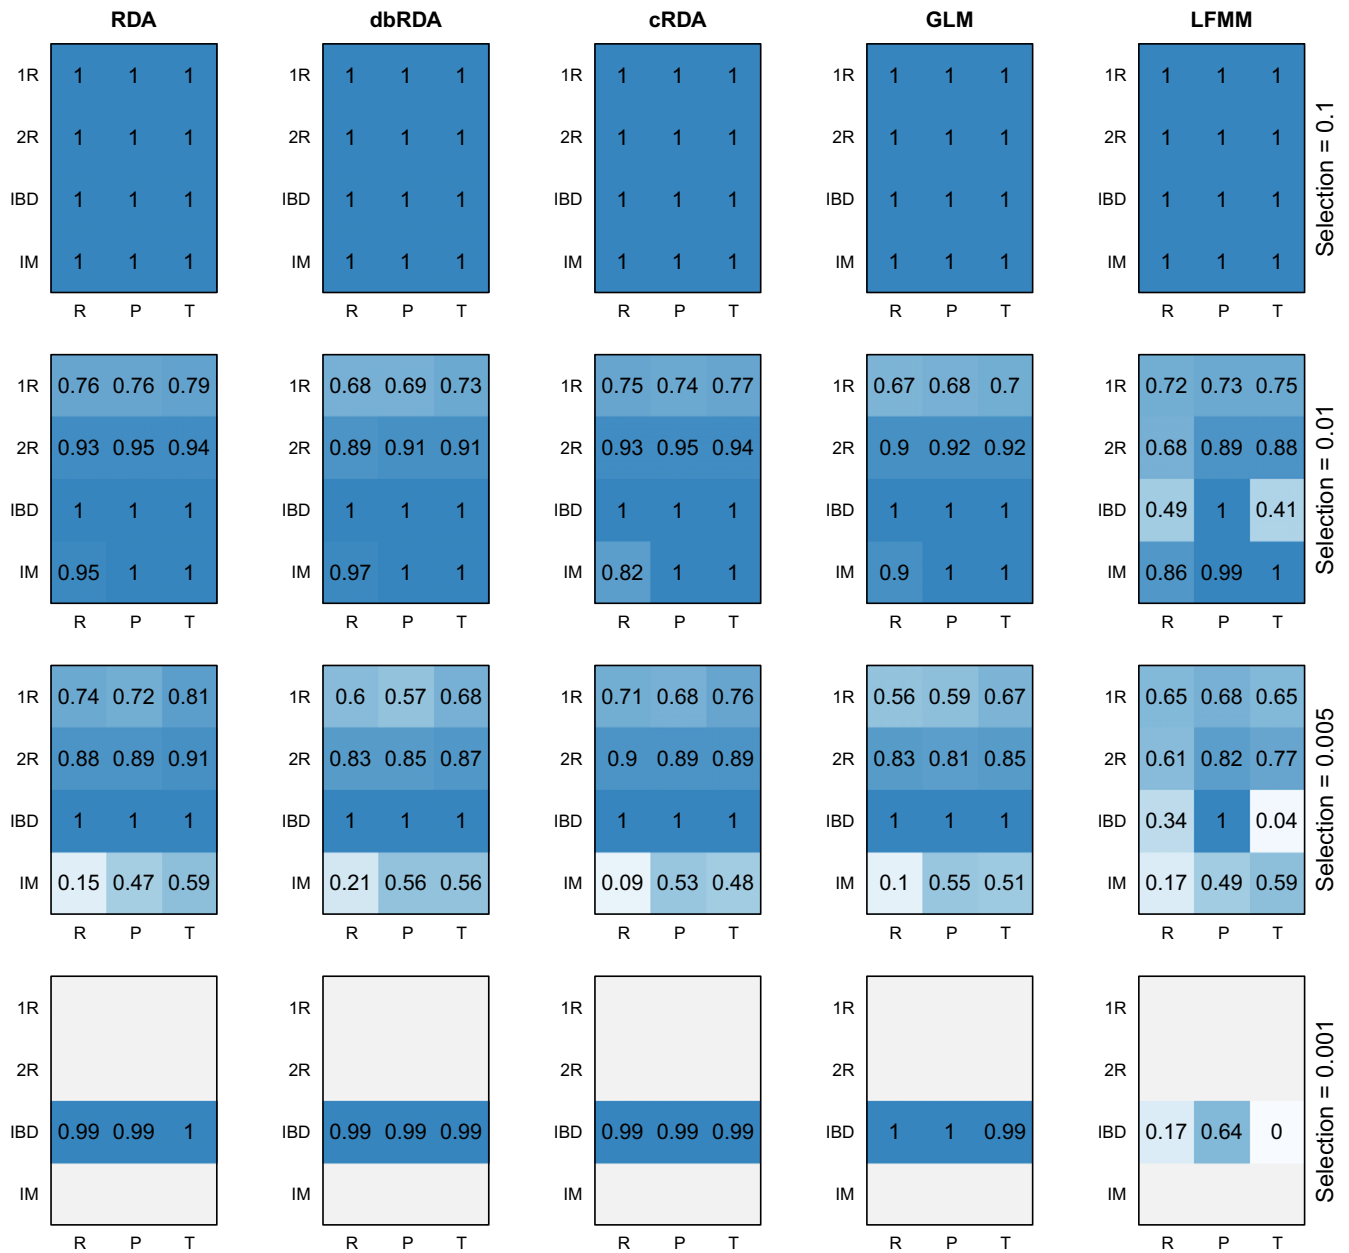 RDA dbRDA cRDA GLM LFMM
1R 1 1 1 1R 1 1 1 1R 1 1 1 1R 1 1 1 1R 1 1 1
2R 1 1 1 2R 1 1 1 2R 1 1 1 2R 1 1 1 2R 1 1 1
IBD 1 1 1 IBD 1 1 1 IBD 1 1 1 IBD 1 1 1 IBD 1 1 1
IM 1 1 1 IM 1 1 1 IM 1 1 1 IM 1 1 1 IM 1 1 1
R P T R P T R P T R P T R P T
Selection = 0.1
1R 0.76 0.76 0.79 1R 0.68 0.69 0.73 1R 0.75 0.74 0.77 1R 0.67 0.68 0.7 1R 0.72 0.73 0.75
2R 0.93 0.95 0.94 2R 0.89 0.91 0.91 2R 0.93 0.95 0.94 2R 0.9 0.92 0.92 2R 0.68 0.89 0.88
IBD 1 1 1 IBD 1 1 1 IBD 1 1 1 IBD 1 1 1 IBD 0.49 1 0.41
IM 0.95 1 1 IM 0.97 1 1 IM 0.82 1 1 IM 0.9 1 1 IM 0.86 0.99 1
R P T R P T R P T R P T R P T
Selection = 0.01
1R 0.74 0.72 0.81 1R 0.6 0.57 0.68 1R 0.71 0.68 0.76 1R 0.56 0.59 0.67 1R 0.65 0.68 0.65
2R 0.88 0.89 0.91 2R 0.83 0.85 0.87 2R 0.9 0.89 0.89 2R 0.83 0.81 0.85 2R 0.61 0.82 0.77
IBD 1 1 1 IBD 1 1 1 IBD 1 1 1 IBD 1 1 1 IBD 0.34 1 0.04
IM 0.15 0.47 0.59 IM 0.21 0.56 0.56 IM 0.09 0.53 0.48 IM 0.1 0.55 0.51 IM 0.17 0.49 0.59
R P T R P T R P T R P T R P T
Selection = 0.005
1R 1R 1R 1R 1R
2R 2R 2R 2R 2R
IBD 0.99 0.99 1 IBD 0.99 0.99 0.99 IBD 0.99 0.99 0.99 IBD 1 1 0.99 IBD 0.17 0.64 0
IM IM IM IM IM
R P T R P T R P T R P T R P T
Selection = 0.001